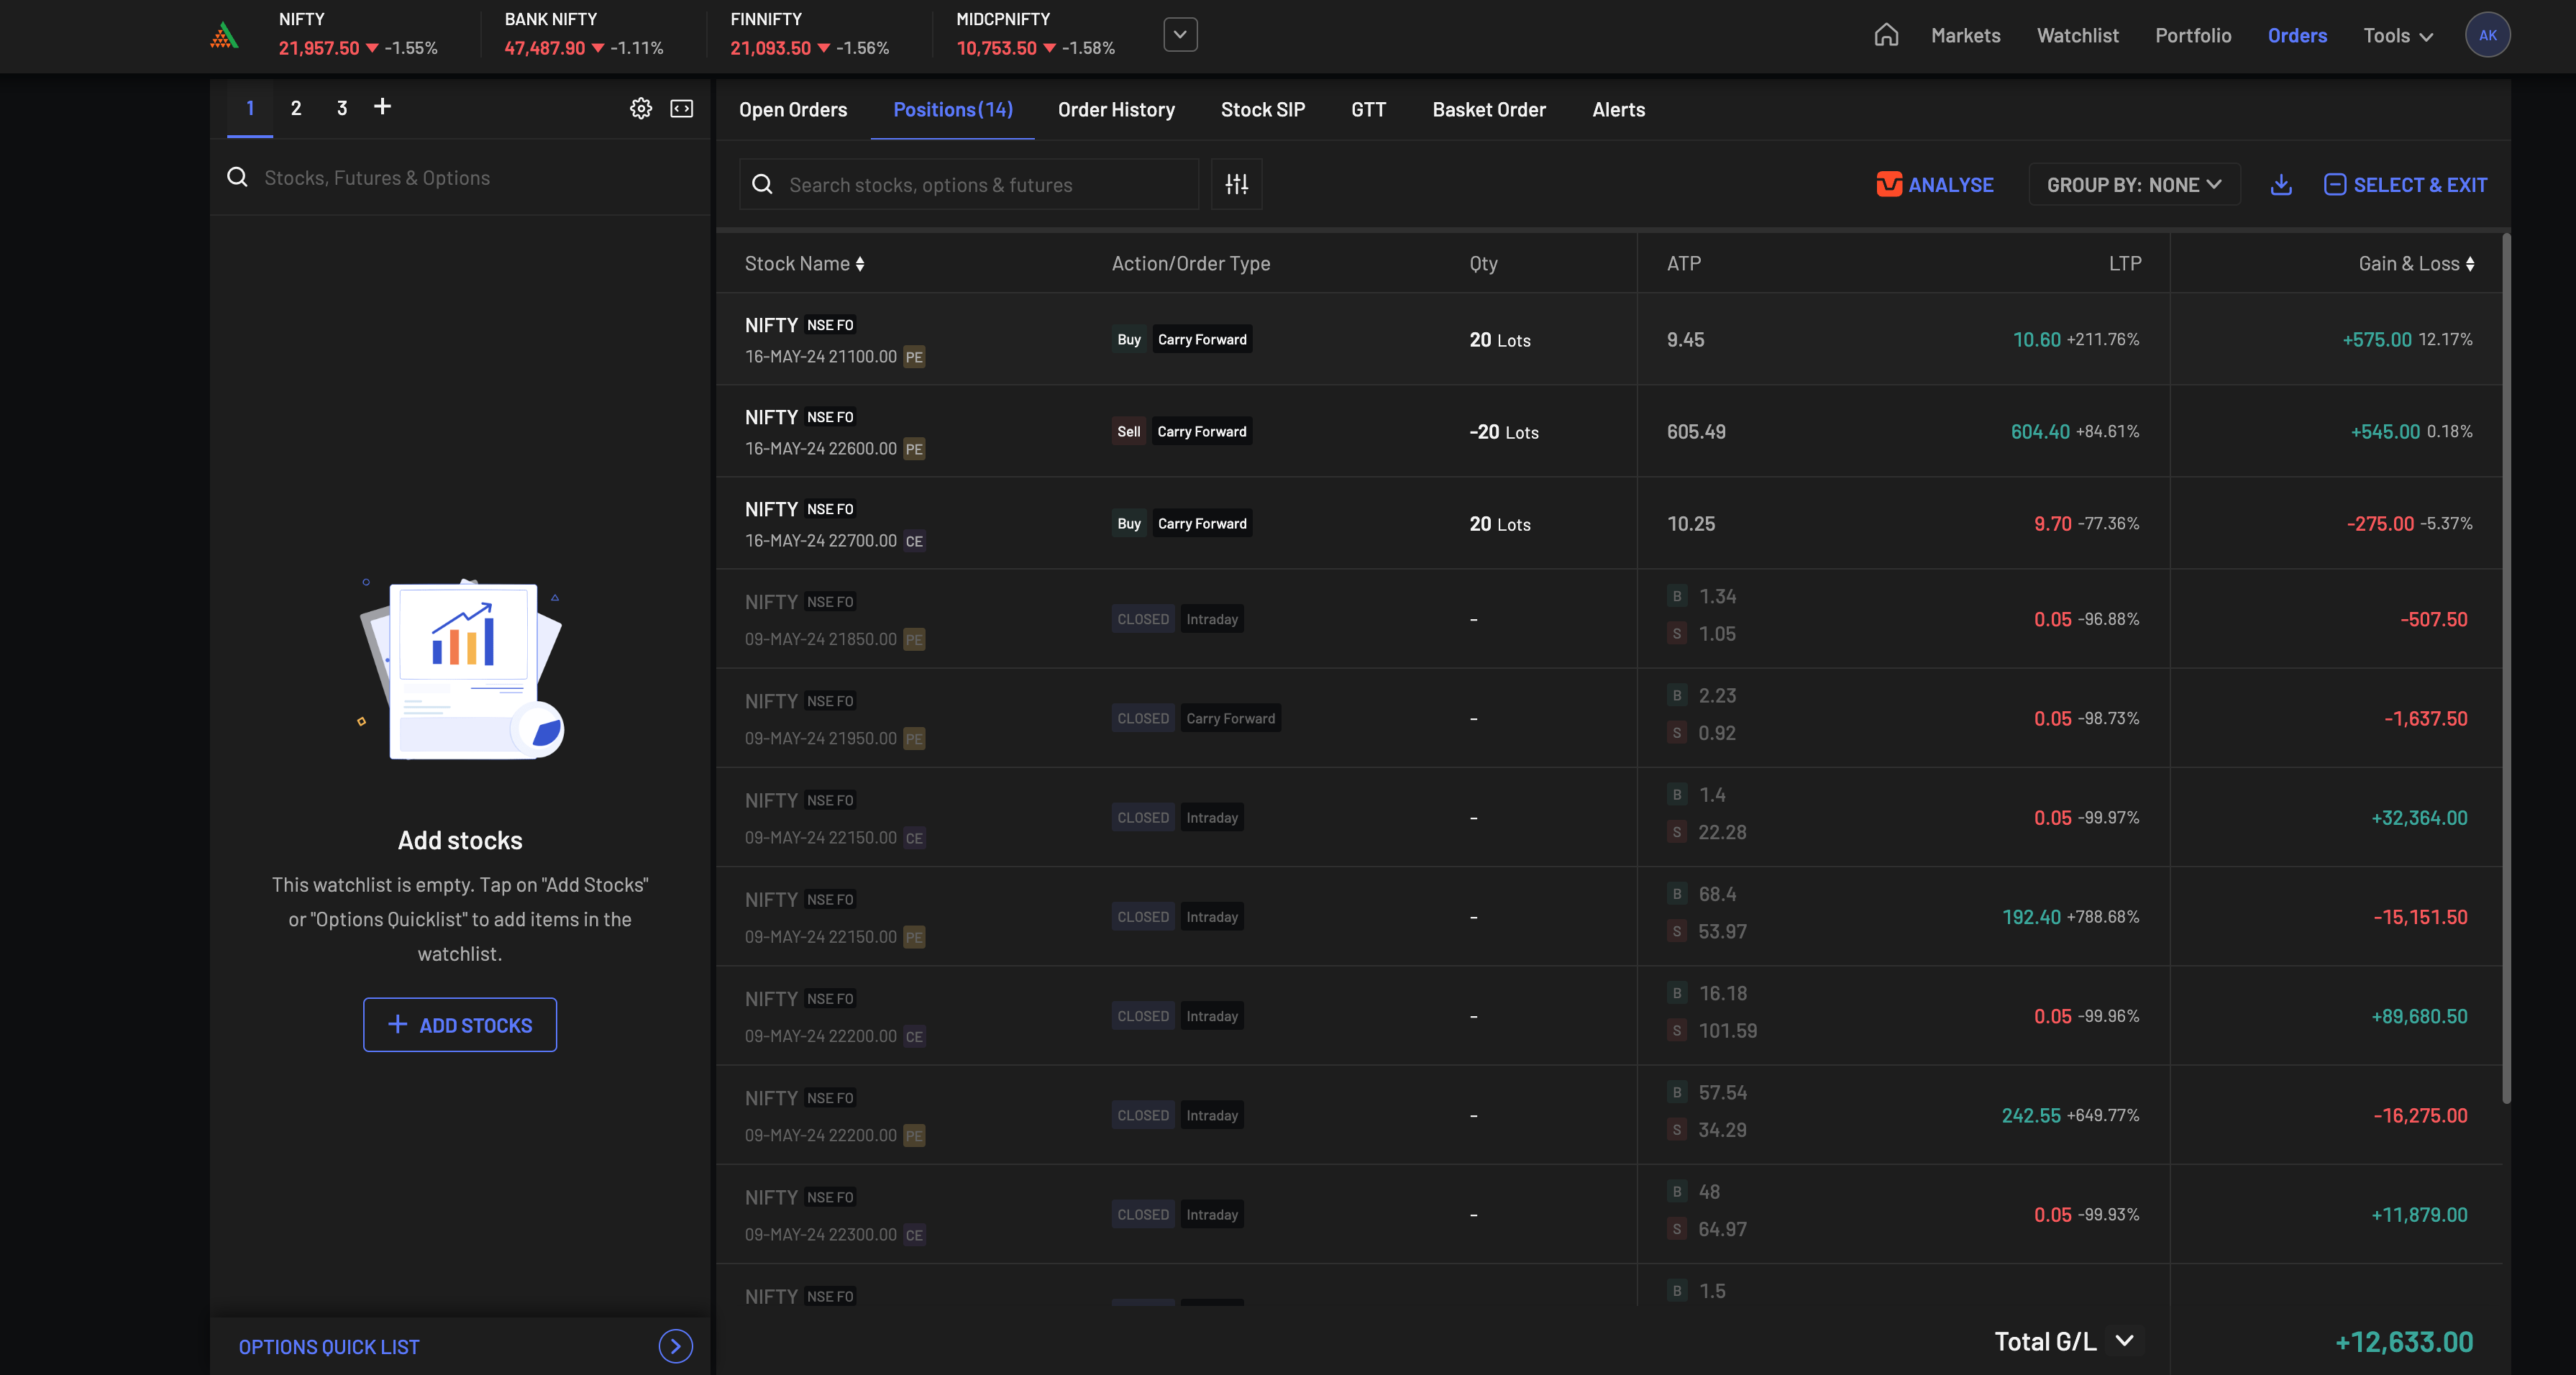 NIFTY
21,957.50 ▼ -1.55%
BANK NIFTY
47,487.90 ▼ -1.11%
FINNIFTY
21,093.50 ▼ -1.56%
MIDCPNIFTY
10,753.50 ▼ -1.58%
Markets
Watchlist
Portfolio
Orders
Tools
AK
1 2 3 +
Stocks, Futures & Options
Add stocks
This watchlist is empty. Tap on "Add Stocks"
or "Options Quicklist" to add items in the
watchlist.
+ ADD STOCKS
OPTIONS QUICK LIST
Open Orders Positions(14) Order History Stock SIP GTT Basket Order Alerts
Search stocks, options & futures
ANALYSE
GROUP BY: NONE
SELECT & EXIT
Stock Name Action/Order Type Qty ATP LTP Gain & Loss
NIFTY NSE FO
16-MAY-24 21100.00 PE
Buy Carry Forward
20 Lots
9.45
10.60 +211.76%
+575.00 12.17%
NIFTY NSE FO
16-MAY-24 22600.00 PE
Sell Carry Forward
-20 Lots
605.49
604.40 +84.61%
+545.00 0.18%
NIFTY NSE FO
16-MAY-24 22700.00 CE
Buy Carry Forward
20 Lots
10.25
9.70 -77.36%
-275.00 -5.37%
NIFTY NSE FO
09-MAY-24 21850.00 PE
CLOSED Intraday
-
B 1.34
S 1.05
0.05 -96.88%
-507.50
NIFTY NSE FO
09-MAY-24 21950.00 PE
CLOSED Carry Forward
-
B 2.23
S 0.92
0.05 -98.73%
-1,637.50
NIFTY NSE FO
09-MAY-24 22150.00 CE
CLOSED Intraday
-
B 1.4
S 22.28
0.05 -99.97%
+32,364.00
NIFTY NSE FO
09-MAY-24 22150.00 PE
CLOSED Intraday
-
B 68.4
S 53.97
192.40 +788.68%
-15,151.50
NIFTY NSE FO
09-MAY-24 22200.00 CE
CLOSED Intraday
-
B 16.18
S 101.59
0.05 -99.96%
+89,680.50
NIFTY NSE FO
09-MAY-24 22200.00 PE
CLOSED Intraday
-
B 57.54
S 34.29
242.55 +649.77%
-16,275.00
NIFTY NSE FO
09-MAY-24 22300.00 CE
CLOSED Intraday
-
B 48
S 64.97
0.05 -99.93%
+11,879.00
NIFTY NSE FO
B 1.5
Total G/L
+12,633.00